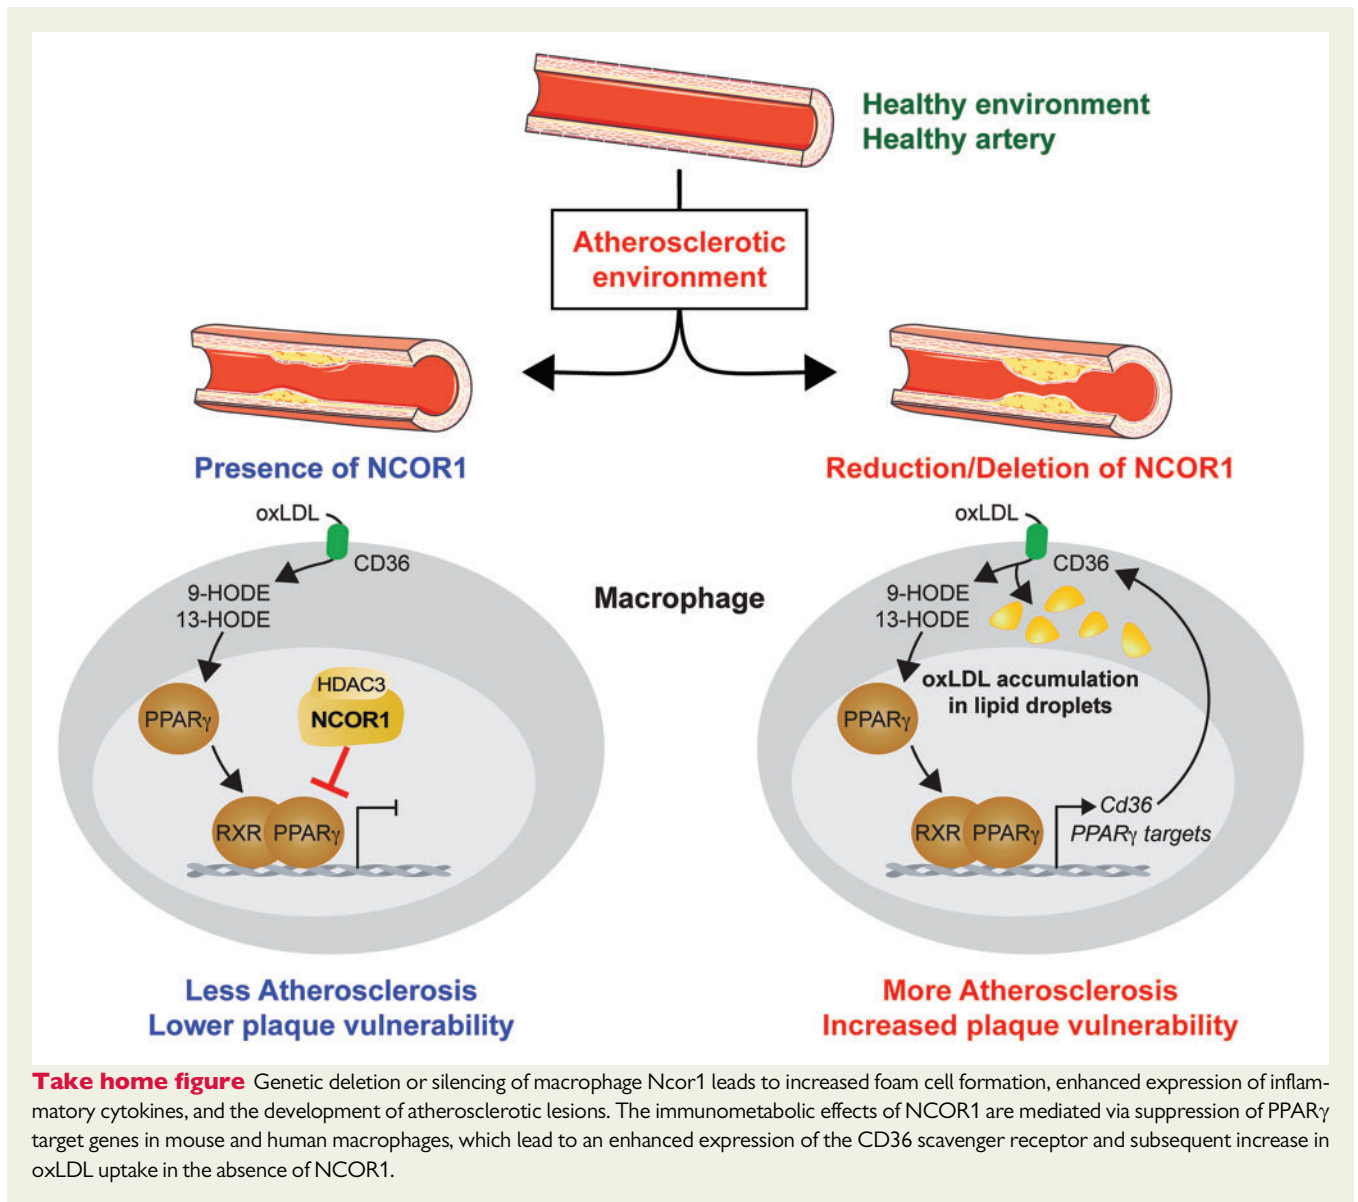 Healthy environment
Healthy artery
Atherosclerotic
environment
Presence of NCOR1
Reduction/Deletion of NCOR1
oxLDL
CD36
9-HODE
13-HODE
HDAC3
NCOR1
PPARγ
RXR
PPARγ
Macrophage
oxLDL
CD36
9-HODE
13-HODE
oxLDL accumulation
in lipid droplets
PPARγ
RXR
PPARγ
Cd36
PPARγ targets
Less Atherosclerosis
Lower plaque vulnerability
More Atherosclerosis
Increased plaque vulnerability
Take home figure Genetic deletion or silencing of macrophage Ncor1 leads to increased foam cell formation, enhanced expression of inflam-
matory cytokines, and the development of atherosclerotic lesions. The immunometabolic effects of NCOR1 are mediated via suppression of PPARγ
target genes in mouse and human macrophages, which lead to an enhanced expression of the CD36 scavenger receptor and subsequent increase in
oxLDL uptake in the absence of NCOR1.